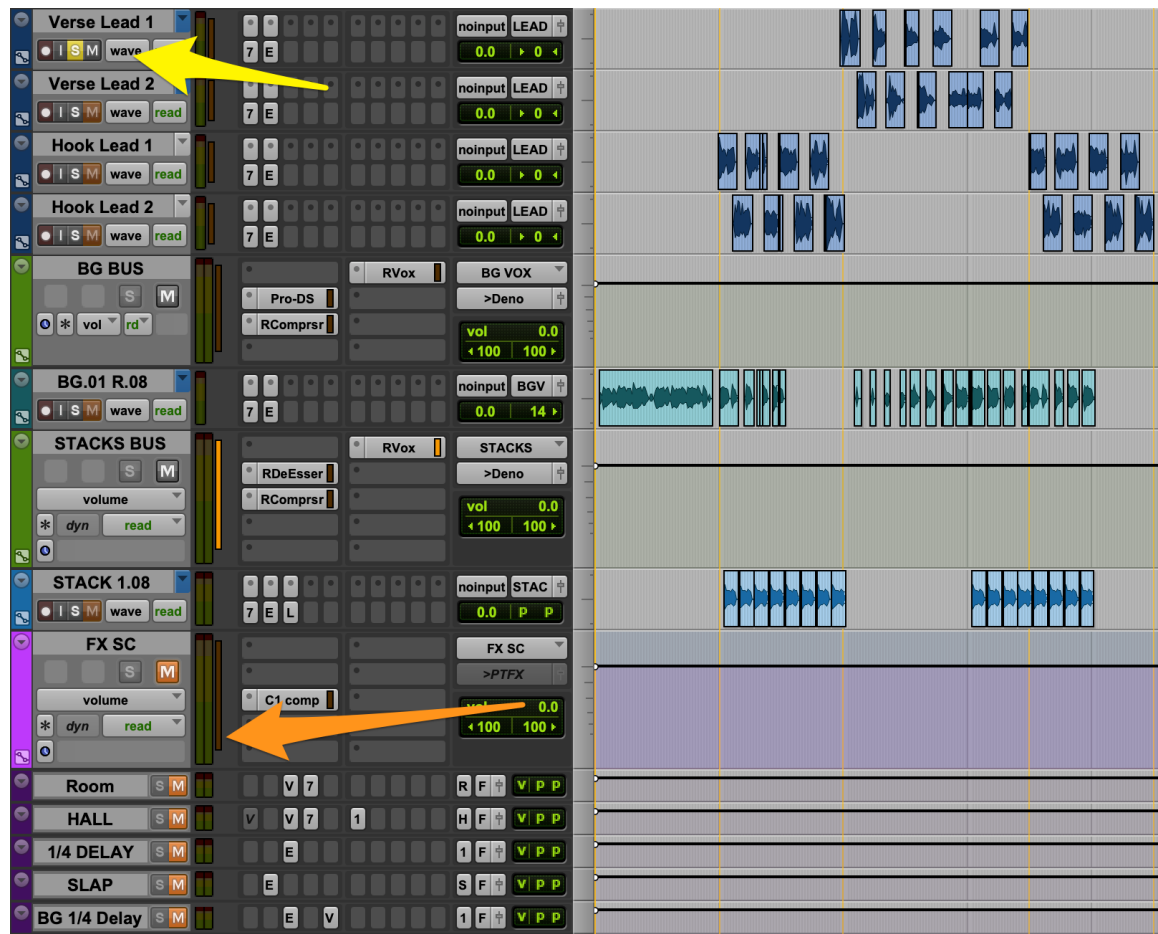 Verse Lead 1 noinput LEAD
I S M wave 7 E 0.0 0
Verse Lead 2 noinput LEAD
I S M wave read 7 E 0.0 0
Hook Lead 1 noinput LEAD
I S M wave read 7 E 0.0 0
Hook Lead 2 noinput LEAD
I S M wave read 7 E 0.0 0
BG BUS RVox BG VOX
S M Pro-DS >Deno
* vol rd RComprsr vol 0.0
100 100
BG.01 R.08 noinput BGV
I S M wave read 7 E 0.0 14
STACKS BUS RVox STACKS
S M RDeEsser >Deno
volume RComprsr vol 0.0
* dyn read 100 100
STACK 1.08 noinput STAC
I S M wave read 7 E L 0.0 p p
FX SC FX SC
S M >PTFX
volume C1 comp 0.0
* dyn read 100 100
Room S M V 7 R F V P P
HALL S M V V 7 1 H F V P P
1/4 DELAY S M E 1 F V P P
SLAP S M E S F V P P
BG 1/4 Delay S M E V 1 F V P P